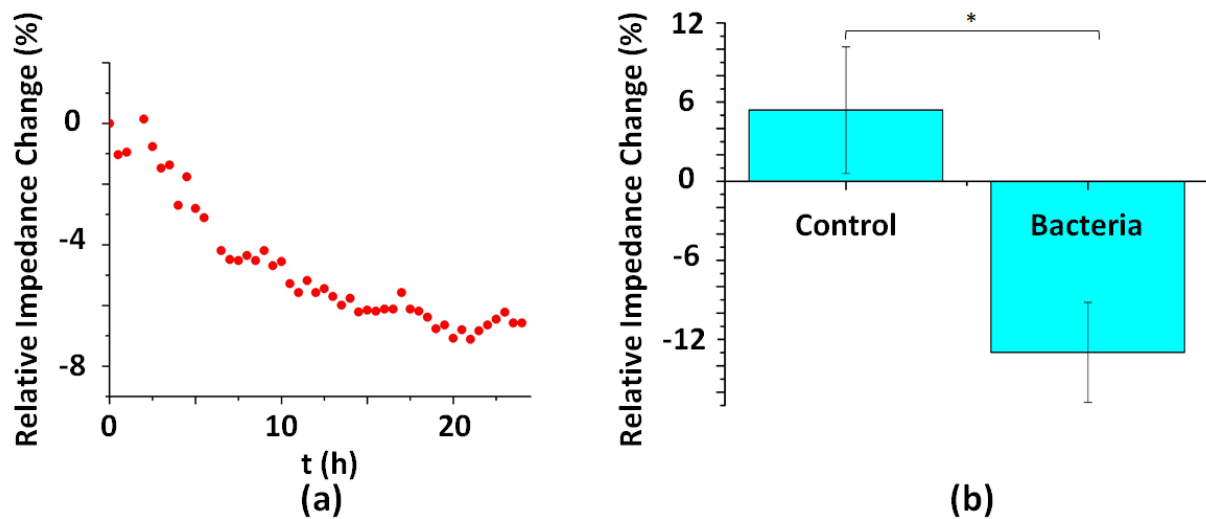 Relative Impedance Change (%)
0
-4
-8
0 10 20
t (h)
(a)
Relative Impedance Change (%)
12
6
0
-6
-12
*
Control
Bacteria
(b)